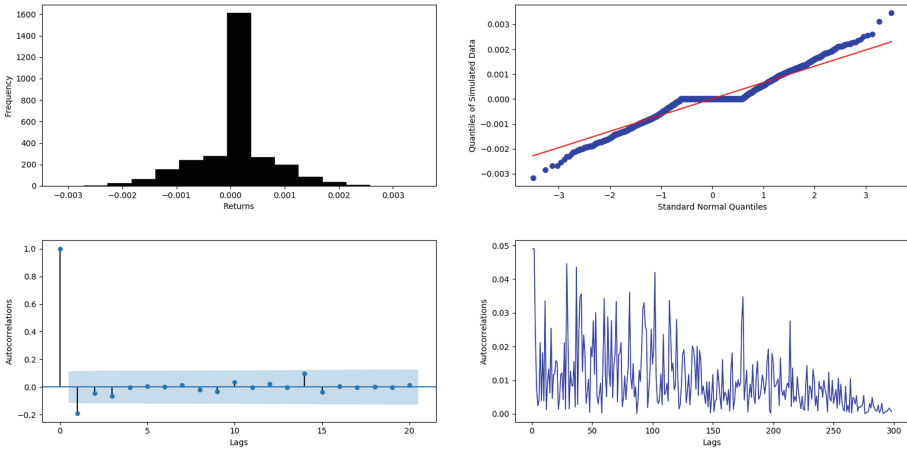 1600
1400
1200
1000
800
600
400
200
0
Frequency
−0.003 −0.002 −0.001 0.000 0.001 0.002 0.003
Returns
0.003
0.002
0.001
0.000
−0.001
−0.002
−0.003
Quantiles of Simulated Data
−3 −2 −1 0 1 2 3
Standard Normal Quantiles
1.0
0.8
0.6
0.4
0.2
0.0
−0.2
Autocorrelations
0 5 10 15 20
Lags
0.05
0.04
0.03
0.02
0.01
0.00
Autocorrelations
0 50 100 150 200 250 300
Lags